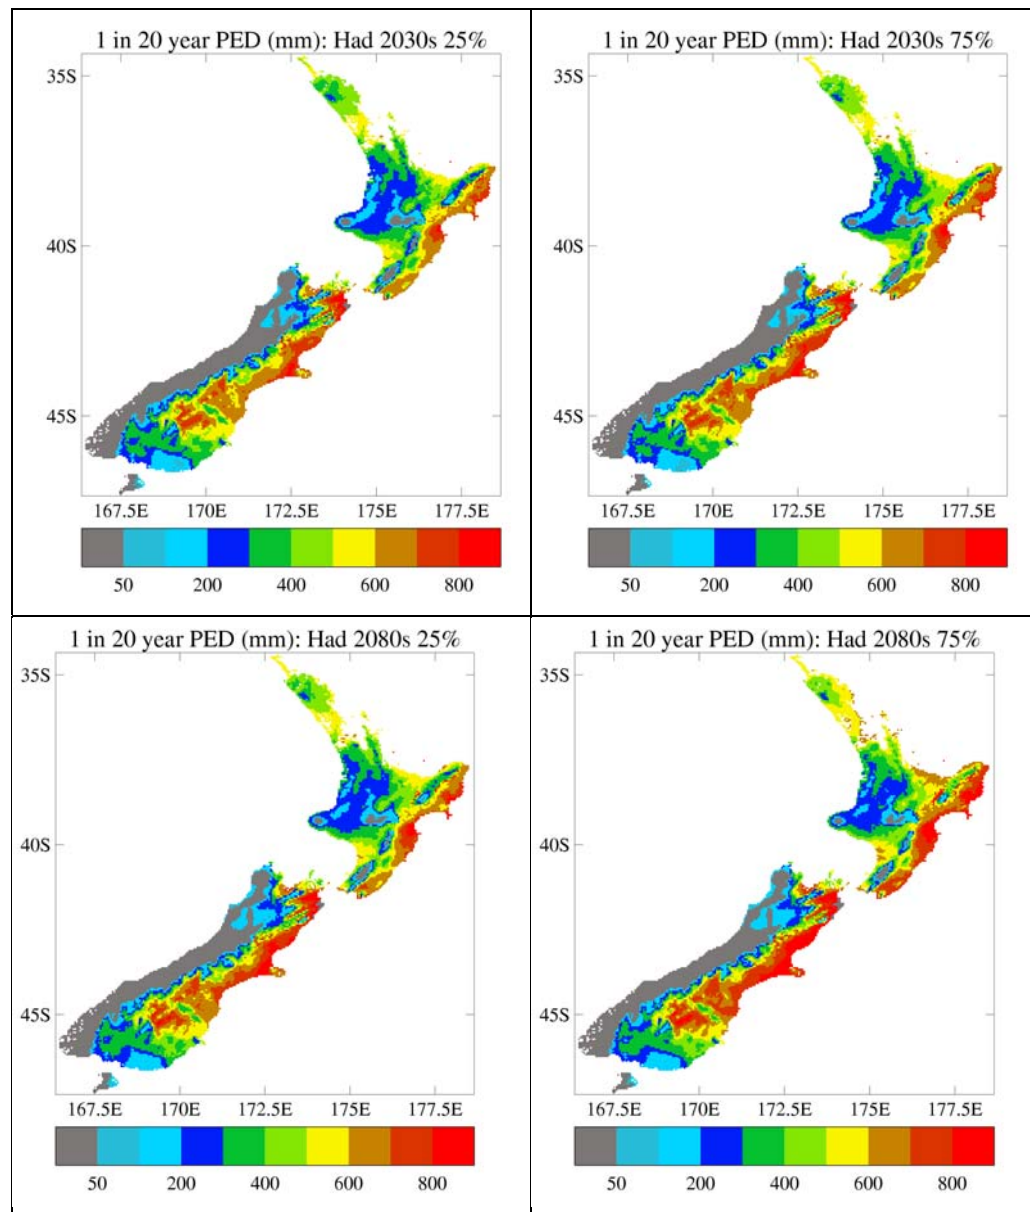 1 in 20 year PED (mm): Had 2030s 25%
35S
40S
45S
167.5E 170E 172.5E 175E 177.5E
50 200 400 600 800
1 in 20 year PED (mm): Had 2030s 75%
35S
40S
45S
167.5E 170E 172.5E 175E 177.5E
50 200 400 600 800
1 in 20 year PED (mm): Had 2080s 25%
35S
40S
45S
167.5E 170E 172.5E 175E 177.5E
50 200 400 600 800
1 in 20 year PED (mm): Had 2080s 75%
35S
40S
45S
167.5E 170E 172.5E 175E 177.5E
50 200 400 600 800